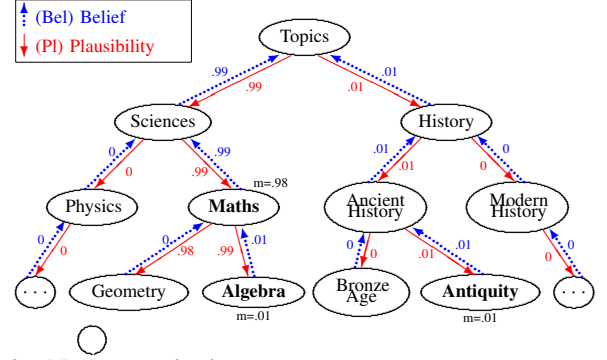 (Bel) Belief
(Pl) Plausibility
Topics
.99
.99
.01
.01
Sciences
History
0
0
.99
.99
.01
.01
0
0
m=.98
Physics
Maths
Ancient
History
Modern
History
0
0
0
.98
.99
.01
0
0
.01
.01
0
0
. . .
Geometry
Algebra
Bronze
Age
Antiquity
. . .
m=.01
m=.01